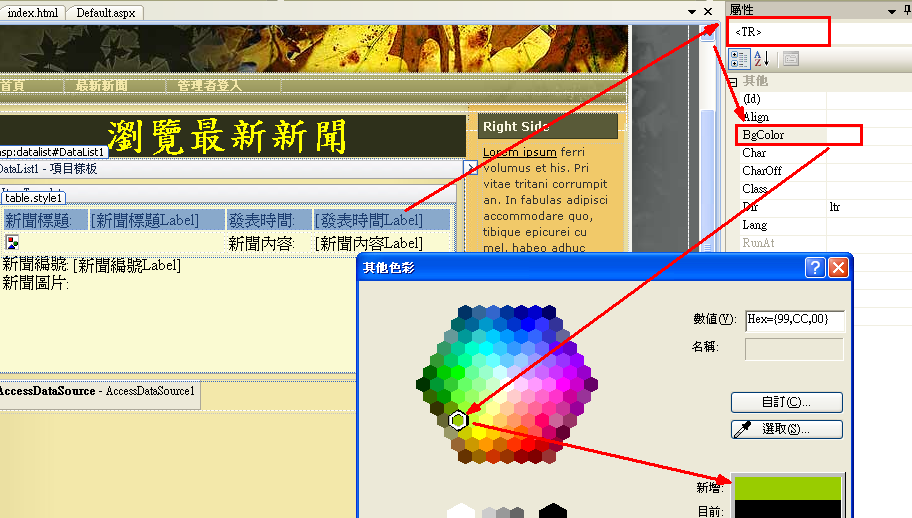 index.html
Default.aspx
首頁
最新新聞
管理者登入
瀏覽最新新聞
asp:datalist#DataList1
DataList1 - 項目樣板
table.style1
新聞標題:
[新聞標題Label]
發表時間:
[發表時間Label]
新聞內容:
[新聞內容Label]
新聞編號: [新聞編號Label]
新聞圖片:
AccessDataSource - AccessDataSource1
Right Side
Lorem ipsum ferri
volumus et his. Pri
vitae tritani corrumpit
an. In fabulas adipisci
accommodare quo,
tibique epicurei cu
mel, habeo adhuc
屬性
<TR>
其他
(Id)
Align
BgColor
Char
CharOff
Class
Dir
ltr
Lang
RunAt
其他色彩
數值(V):
Hex={99,CC,00}
名稱:
自訂(C)...
選取(S)...
新增:
目前: